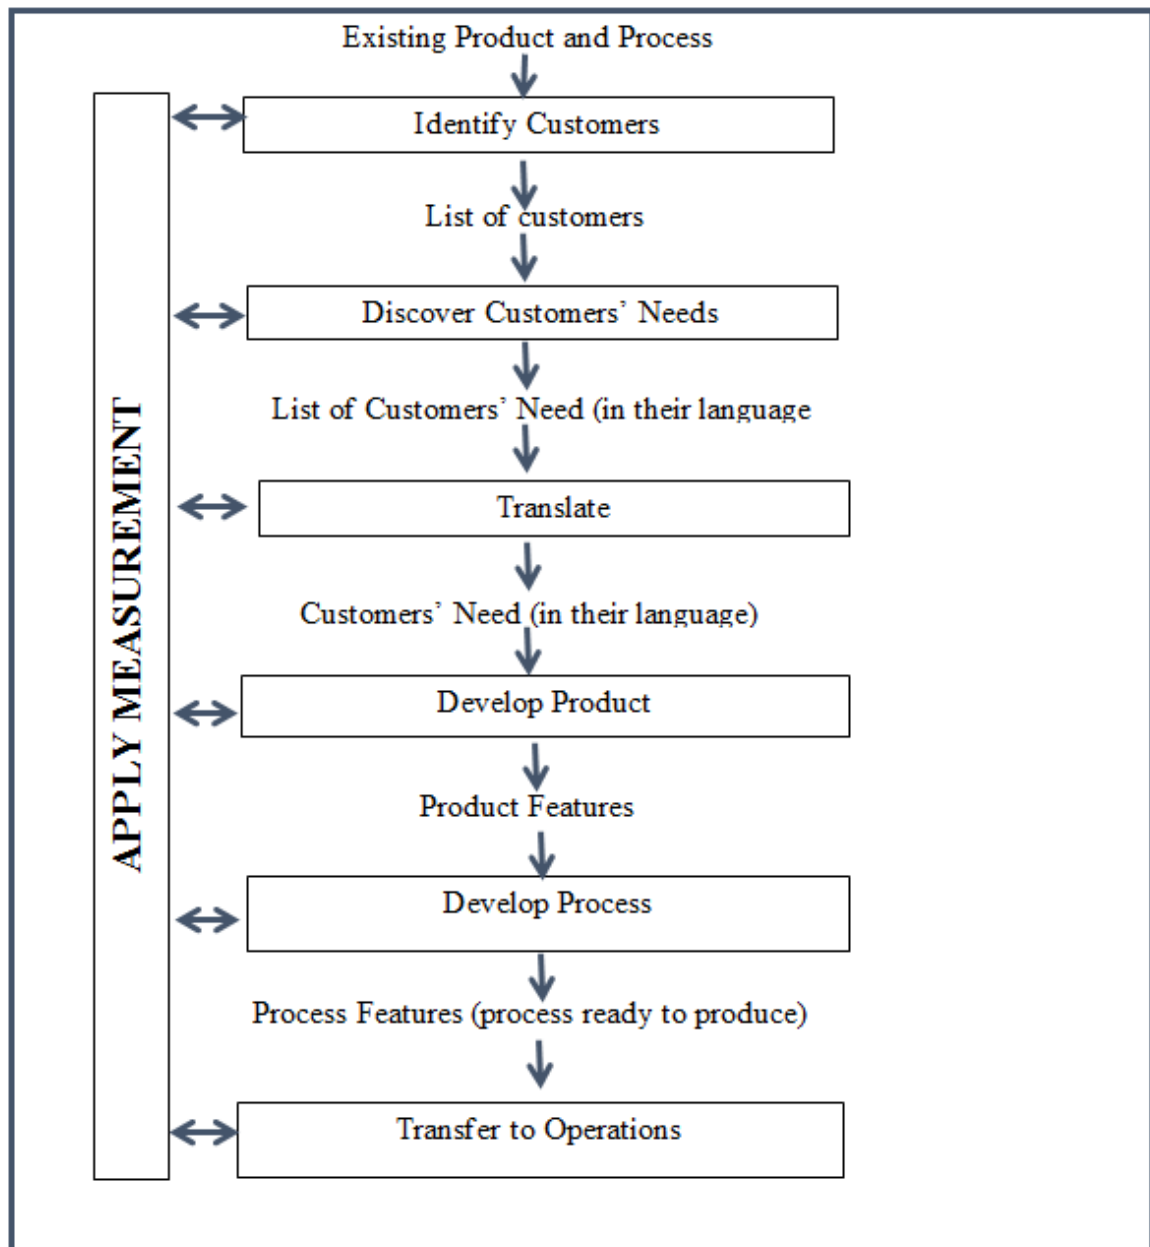 Existing Product and Process
Identify Customers
List of customers
Discover Customers’ Needs
List of Customers’ Need (in their language
Translate
Customers’ Need (in their language)
Develop Product
Product Features
Develop Process
Process Features (process ready to produce)
Transfer to Operations
APPLY MEASUREMENT